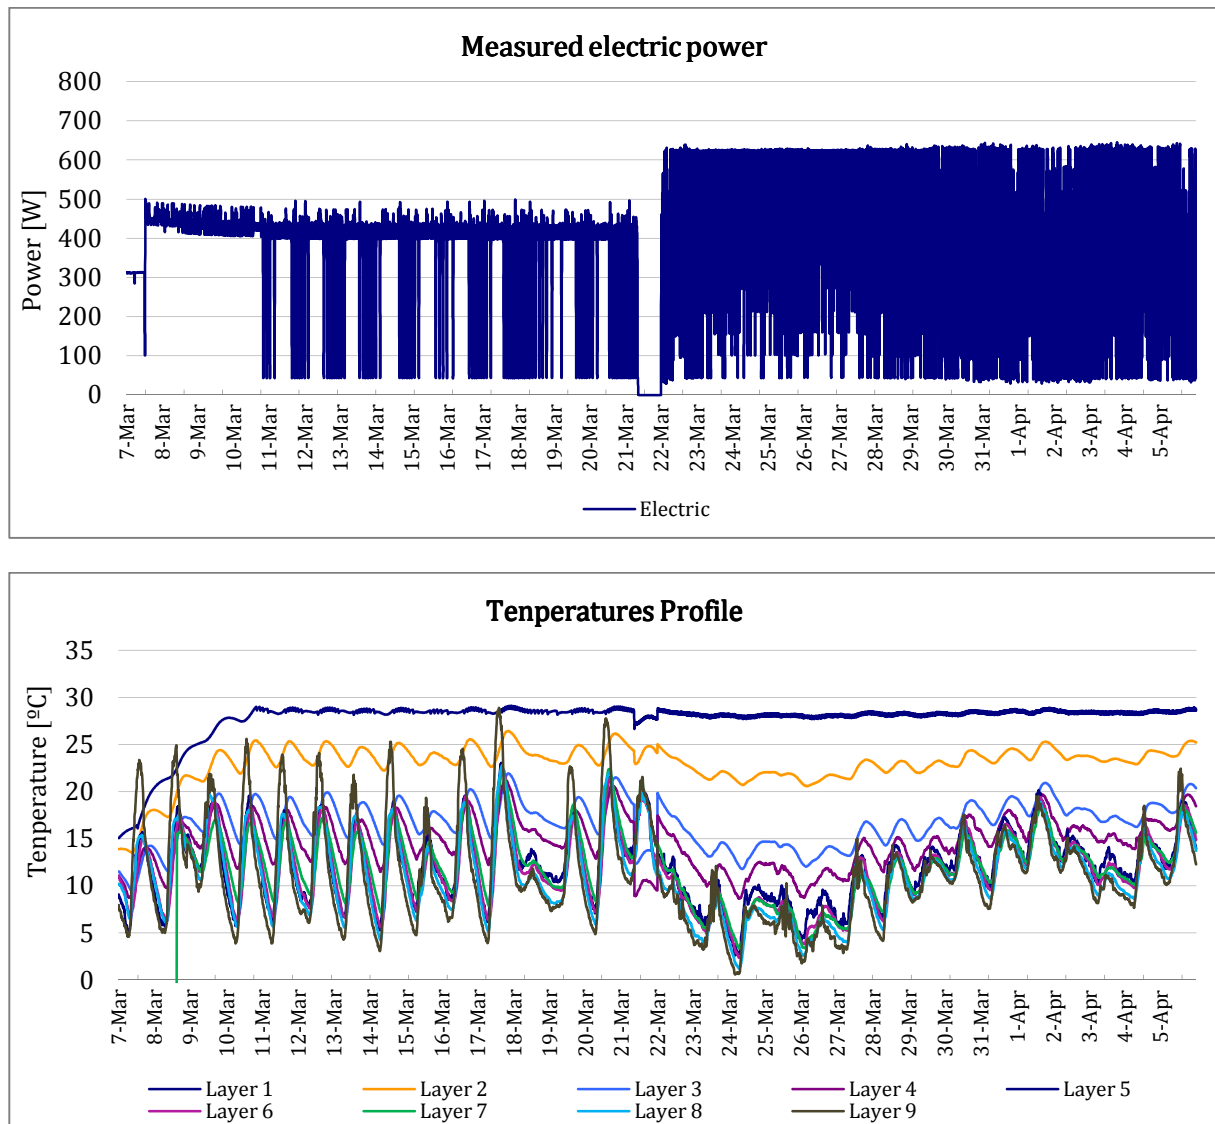 Measured electric power
800
700
600
500
400
300
200
100
0
Power [W]
7-Mar
8-Mar
9-Mar
10-Mar
11-Mar
12-Mar
13-Mar
14-Mar
15-Mar
16-Mar
17-Mar
18-Mar
19-Mar
20-Mar
21-Mar
22-Mar
23-Mar
24-Mar
25-Mar
26-Mar
27-Mar
28-Mar
29-Mar
30-Mar
31-Mar
1-Apr
2-Apr
3-Apr
4-Apr
5-Apr
Electric
Tenperatures Profile
35
30
25
20
15
10
5
0
Tenperature [ºC]
7-Mar
8-Mar
9-Mar
10-Mar
11-Mar
12-Mar
13-Mar
14-Mar
15-Mar
16-Mar
17-Mar
18-Mar
19-Mar
20-Mar
21-Mar
22-Mar
23-Mar
24-Mar
25-Mar
26-Mar
27-Mar
28-Mar
29-Mar
30-Mar
31-Mar
1-Apr
2-Apr
3-Apr
4-Apr
5-Apr
Layer 1 Layer 2 Layer 3 Layer 4 Layer 5
Layer 6 Layer 7 Layer 8 Layer 9